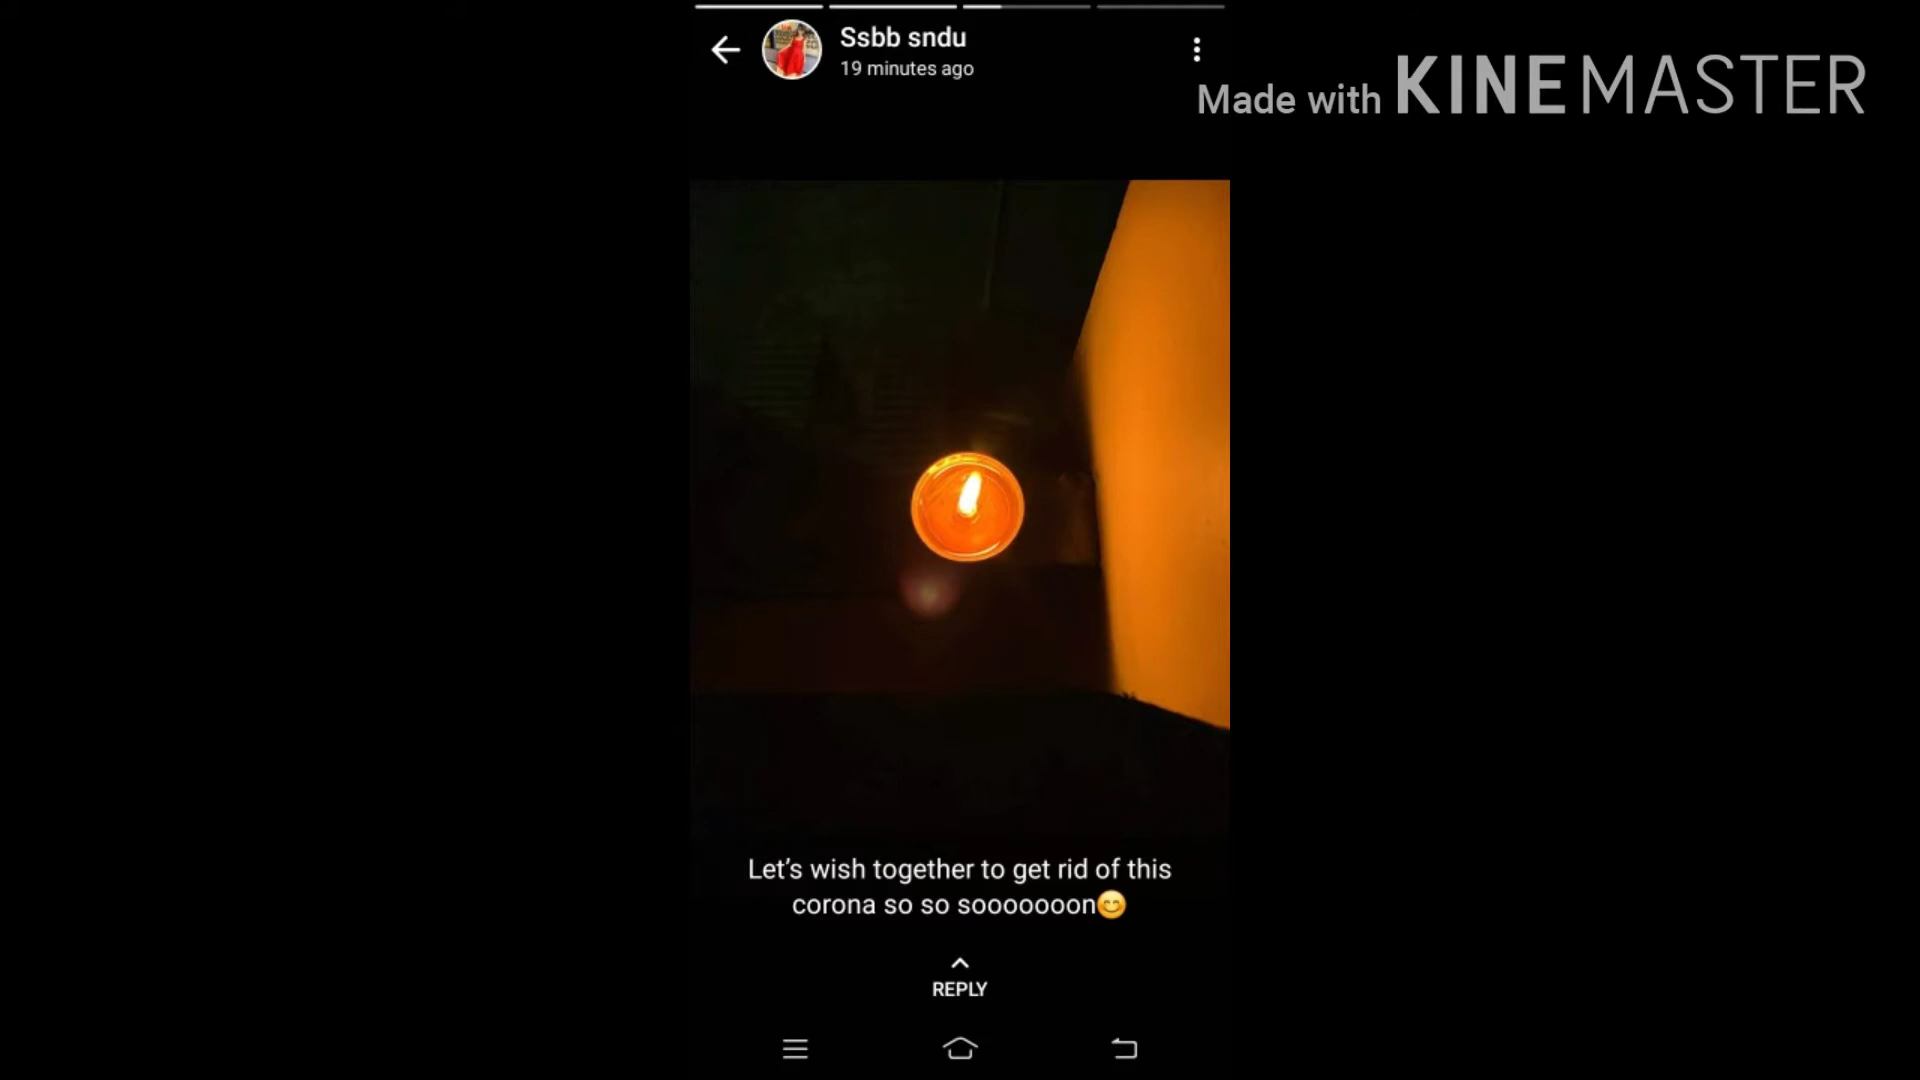 Ssbb sndu
19 minutes ago
Made with KINEMASTER
Let's wish together to get rid of this
corona so so sooooooon😊
REPLY